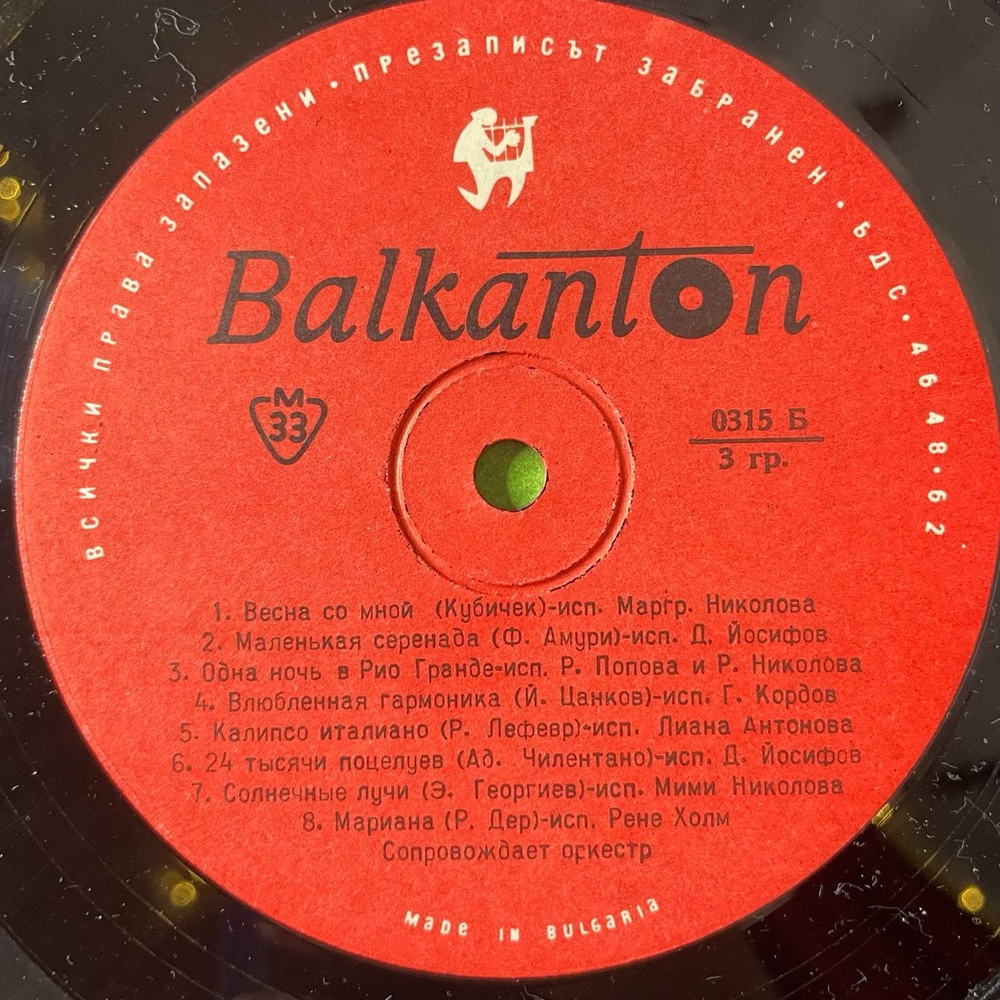 всички права запазени · презаписът забранен · БДС · 4648·62
Balkanton
М
33
0315 Б
3 гр.
1. Весна со мной (Кубичек)-исп. Маргр. Николова
2. Маленькая серенада (Ф. Амури)-исп. Д. Йосифов
3. Одна ночь в Рио Гранде-исп. Р. Попова и Р. Николова
4. Влюбленная гармоника (Й. Цанков)-исп. Г. Кордов
5. Калипсо италиано (Р. Лефевр)-исп. Лиана Антонова
6. 24 тысячи поцелуев (Ад. Чилентано)-исп. Д. Йосифов
7. Солнечные лучи (Э. Георгиев)-исп. Мими Николова
8. Мариана (Р. Дер)-исп. Рене Холм
Сопровождает оркестр
MADE IN BULGARIA